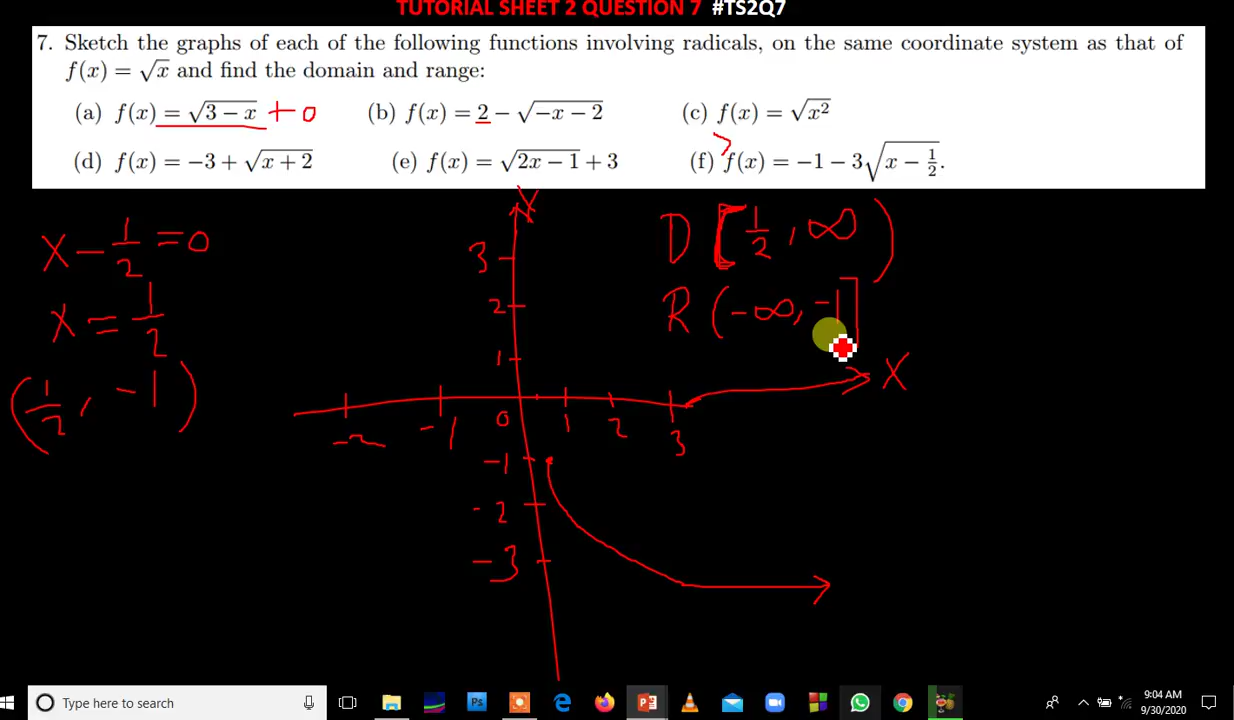 TUTORIAL SHEET 2 QUESTION 7 #TS2Q7
7. Sketch the graphs of each of the following functions involving radicals, on the same coordinate system as that of
f(x) = √x and find the domain and range:
(a) f(x) = √(3 − x) + 0 (b) f(x) = 2 − √(−x − 2) (c) f(x) = √(x²)
(d) f(x) = −3 + √(x + 2) (e) f(x) = √(2x − 1) + 3 (f) f(x) = −1 − 3√(x − 1/2).
X − 1/2 = 0
X = 1/2
(1/2, −1)
Y
3
2
1
0
-2 -1 1 2 3
X
-1
-2
-3
D [1/2, ∞)
R (-∞, -1]
Type here to search
9:04 AM
9/30/2020
Ps